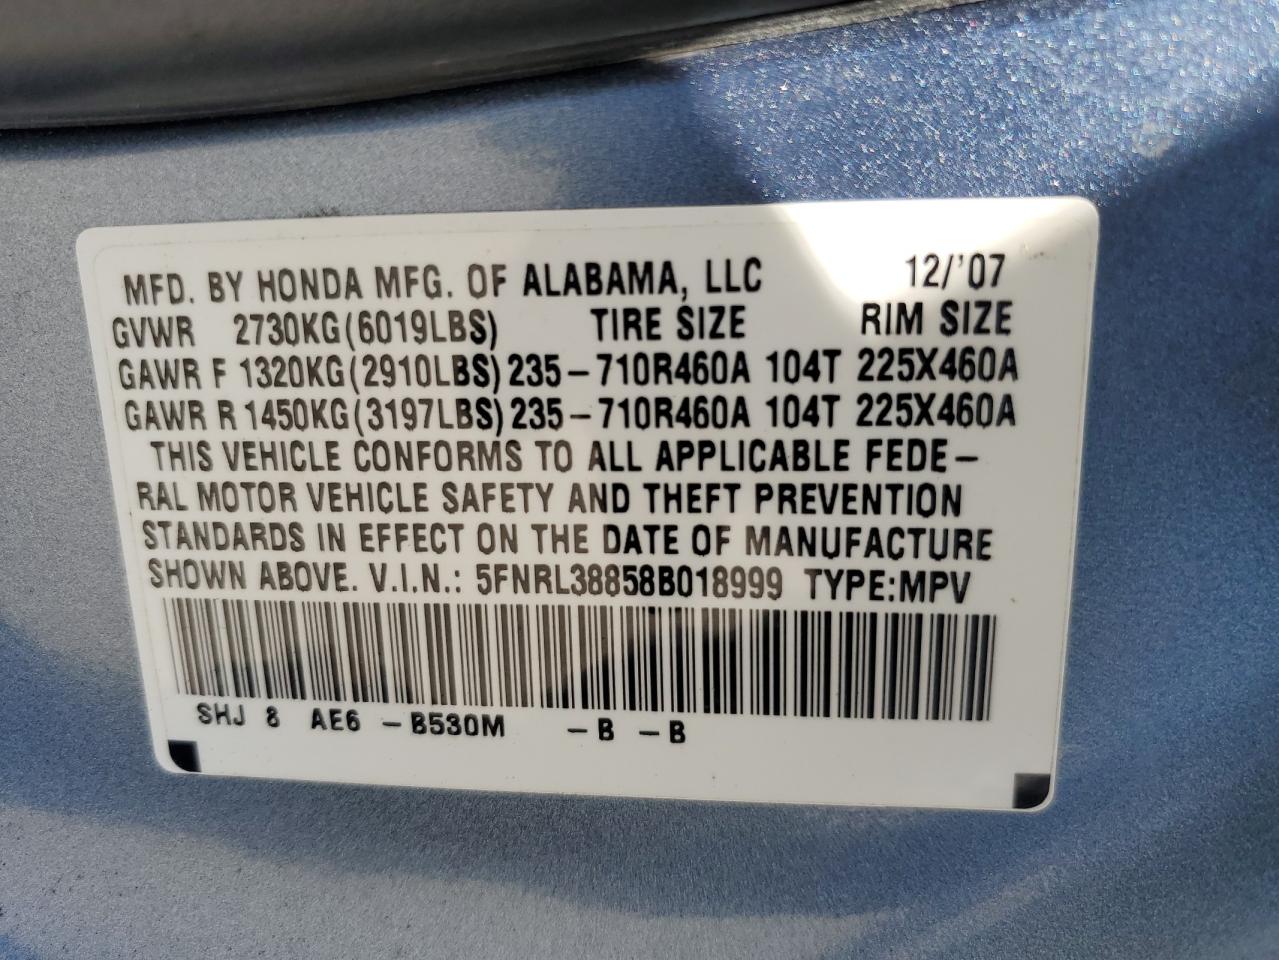 MFD. BY HONDA MFG. OF ALABAMA, LLC 12/'07
GVWR 2730KG(6019LBS) TIRE SIZE RIM SIZE
GAWR F 1320KG(2910LBS) 235-710R460A 104T 225X460A
GAWR R 1450KG(3197LBS) 235-710R460A 104T 225X460A
THIS VEHICLE CONFORMS TO ALL APPLICABLE FEDE-
RAL MOTOR VEHICLE SAFETY AND THEFT PREVENTION
STANDARDS IN EFFECT ON THE DATE OF MANUFACTURE
SHOWN ABOVE. V.I.N.: 5FNRL38858B018999 TYPE:MPV
SHJ 8 AE6 -B530M -B -B